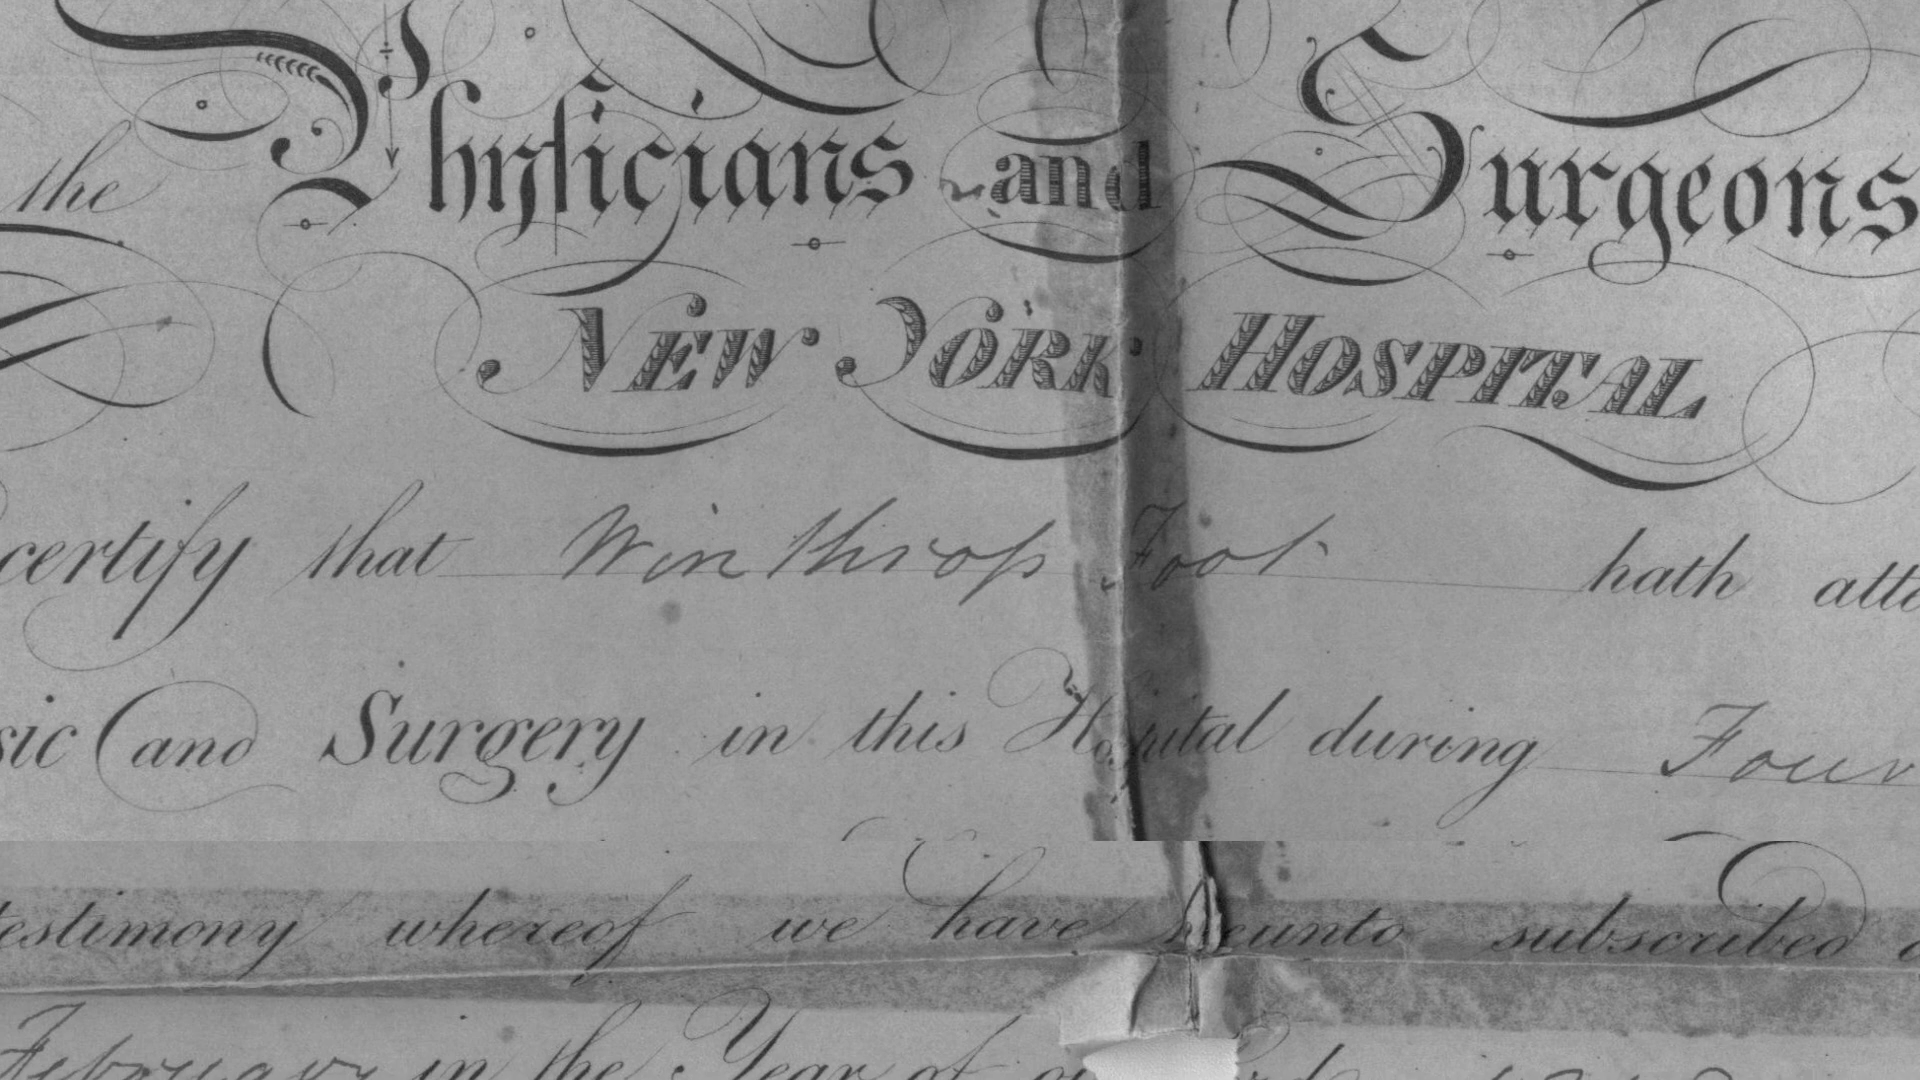 the Phyſicians and Surgeons
NEW YORK HOSPITAL
certify that Winthrop Foot hath atte
sic and Surgery in this Hospital during Four
testimony whereof we have heunto subscribed
February in the Year of